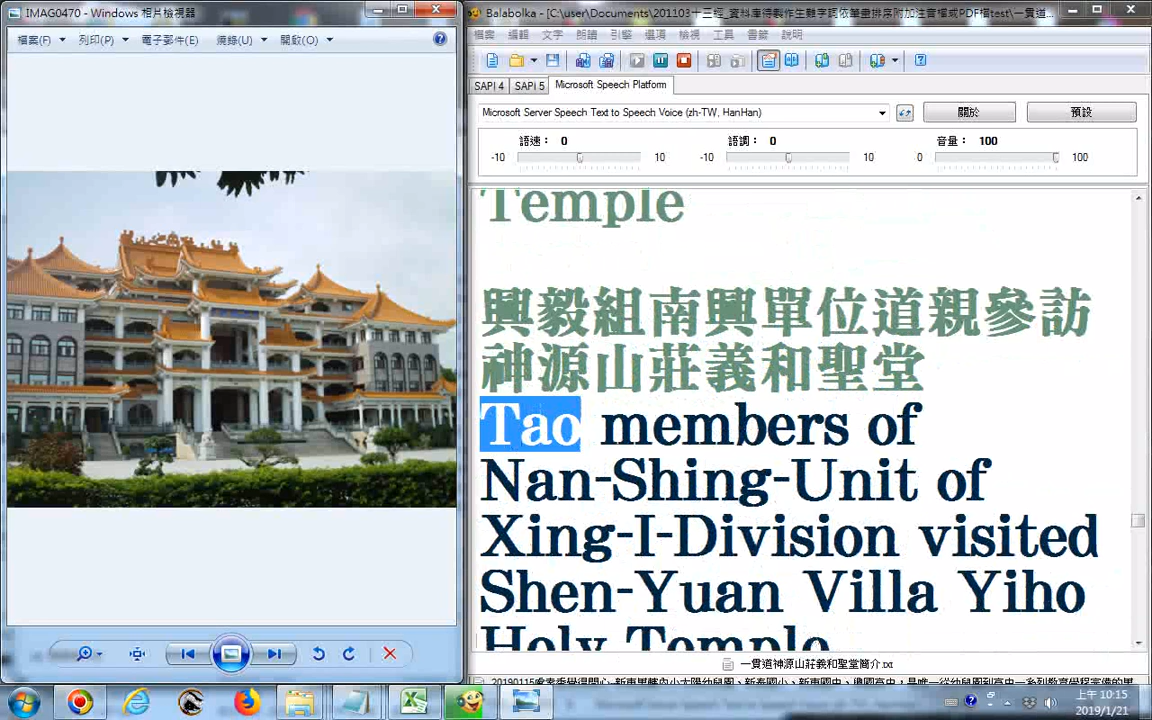 IMAG0470 - Windows 相片檢視器
檔案(F) 列印(P) 電子郵件(E) 燒錄(U) 開啟(O)
Balabolka - [C:\user\Documents\201103十三經_資料庫待製作生難字詞依筆畫排序附加注音檔或PDF檔test\一貫道...
檔案 編輯 文字 朗讀 引擎 選項 檢視 工具 書籤 說明
SAPI 4 SAPI 5 Microsoft Speech Platform
Microsoft Server Speech Text to Speech Voice (zh-TW, HanHan) 關於 預設
語速： 0 語調： 0 音量： 100
-10 10 -10 10 0 100
Temple
興毅組南興單位道親參訪
神源山莊義和聖堂
Tao members of
Nan-Shing-Unit of
Xing-I-Division visited
Shen-Yuan Villa Yiho
Holy Temple
一貫道神源山莊義和聖堂簡介.txt
上午 10:15
2019/1/21